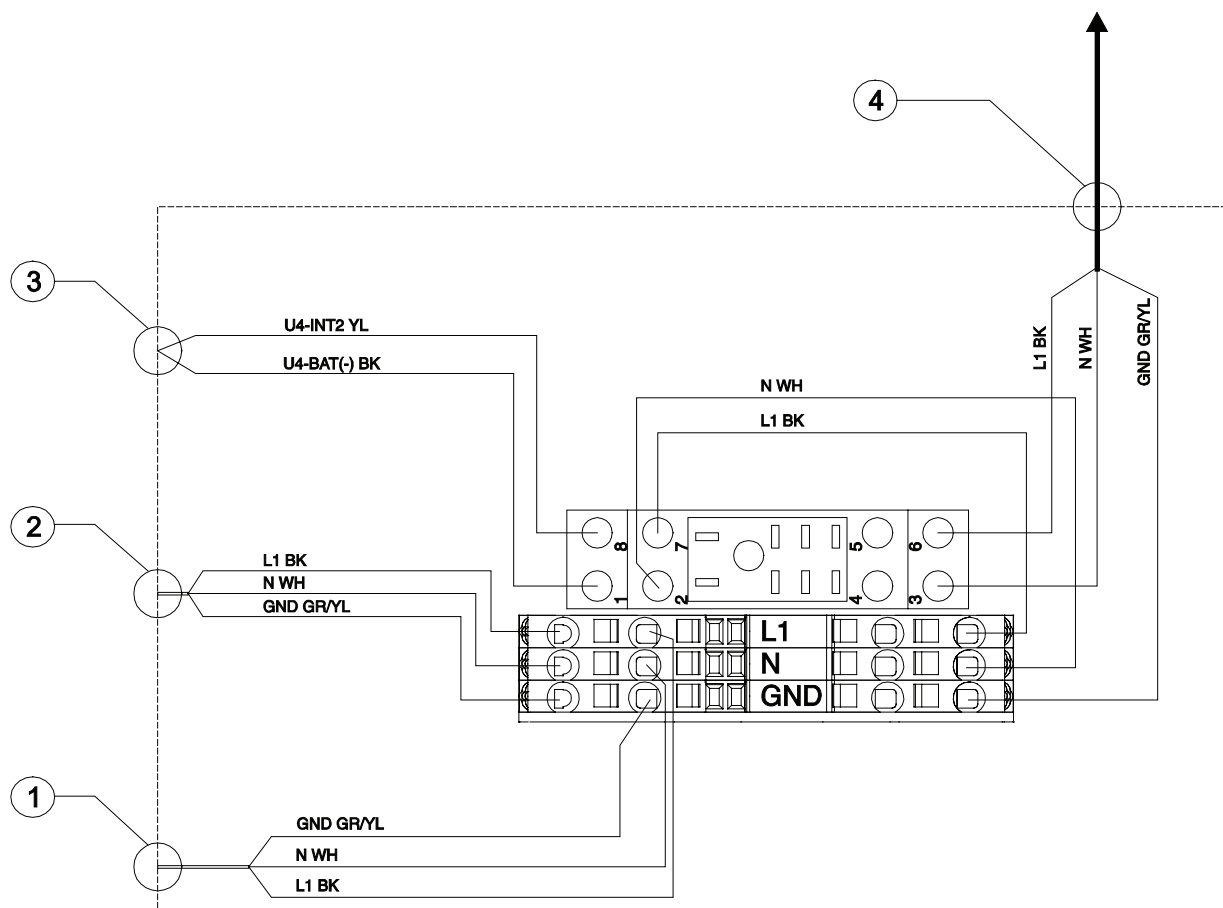 4
3
U4-INT2 YL
U4-BAT(-) BK
L1 BK
N WH
GND GR/YL
N WH
L1 BK
2
L1 BK
N WH
GND GR/YL
8
7
5
6
1
2
4
3
L1
N
GND
1
GND GR/YL
N WH
L1 BK